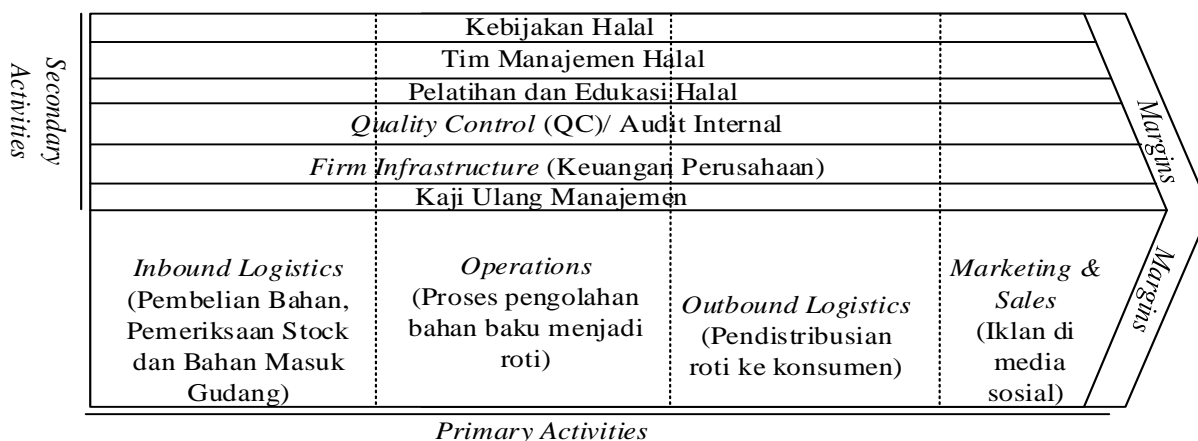 Kebijakan Halal
Tim Manajemen Halal
Pelatihan dan Edukasi Halal
Quality Control (QC)/ Audit Internal
Firm Infrastructure (Keuangan Perusahaan)
Kaji Ulang Manajemen
Secondary
Activities
Margins
Margins
Inbound Logistics
(Pembelian Bahan,
Pemeriksaan Stock
dan Bahan Masuk
Gudang)
Operations
(Proses pengolahan
bahan baku menjadi
roti)
Outbound Logistics
(Pendistribusian
roti ke konsumen)
Marketing &
Sales
(Iklan di
media
sosial)
Primary Activities